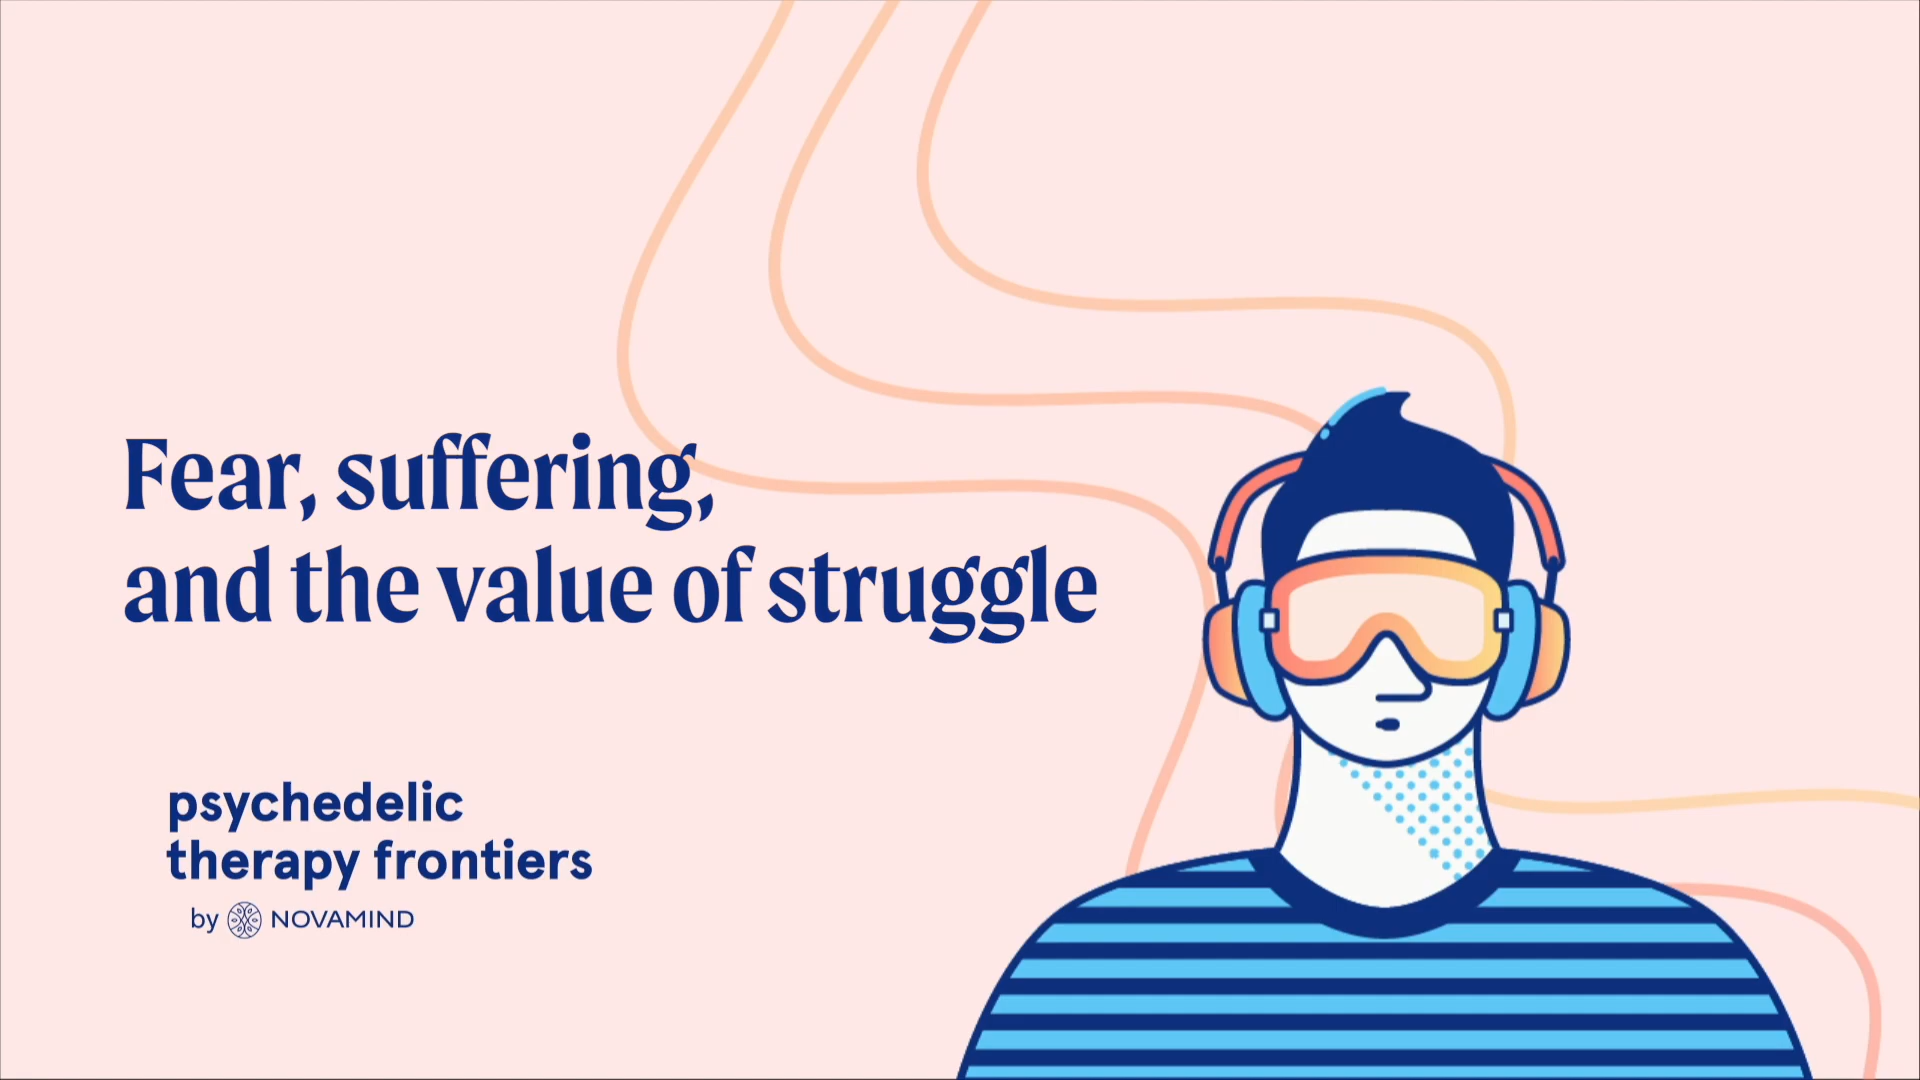 Fear, suffering,
and the value of struggle
psychedelic
therapy frontiers
by NOVAMIND